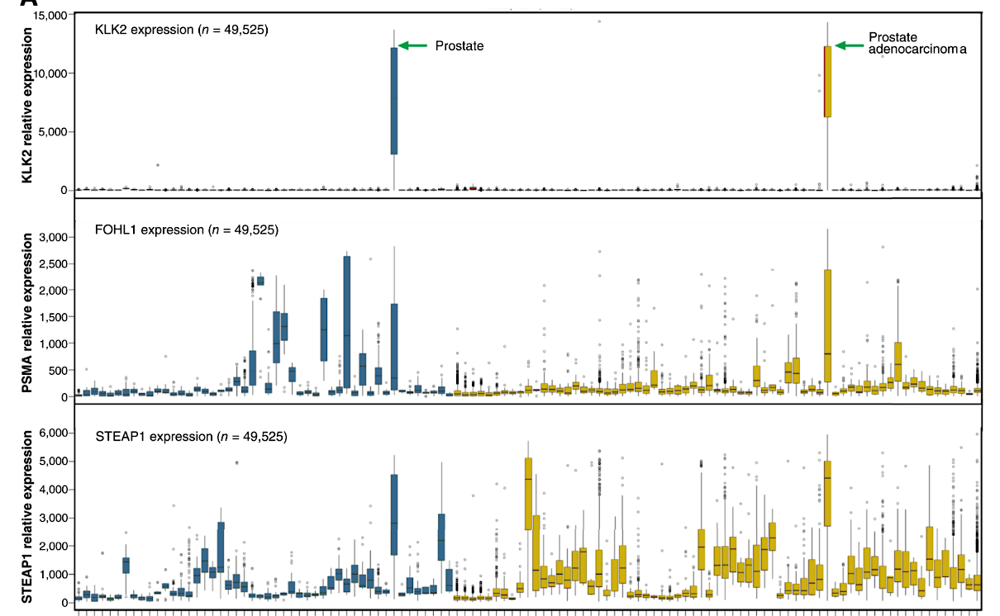 A
15,000
KLK2 expression (n = 49,525)
Prostate
Prostate
adenocarcinoma
10,000
5,000
0
KLK2 relative expression
FOHL1 expression (n = 49,525)
3,000
2,500
2,000
1,500
1,000
500
0
PSMA relative expression
STEAP1 expression (n = 49,525)
6,000
5,000
4,000
3,000
2,000
1,000
0
STEAP1 relative expression